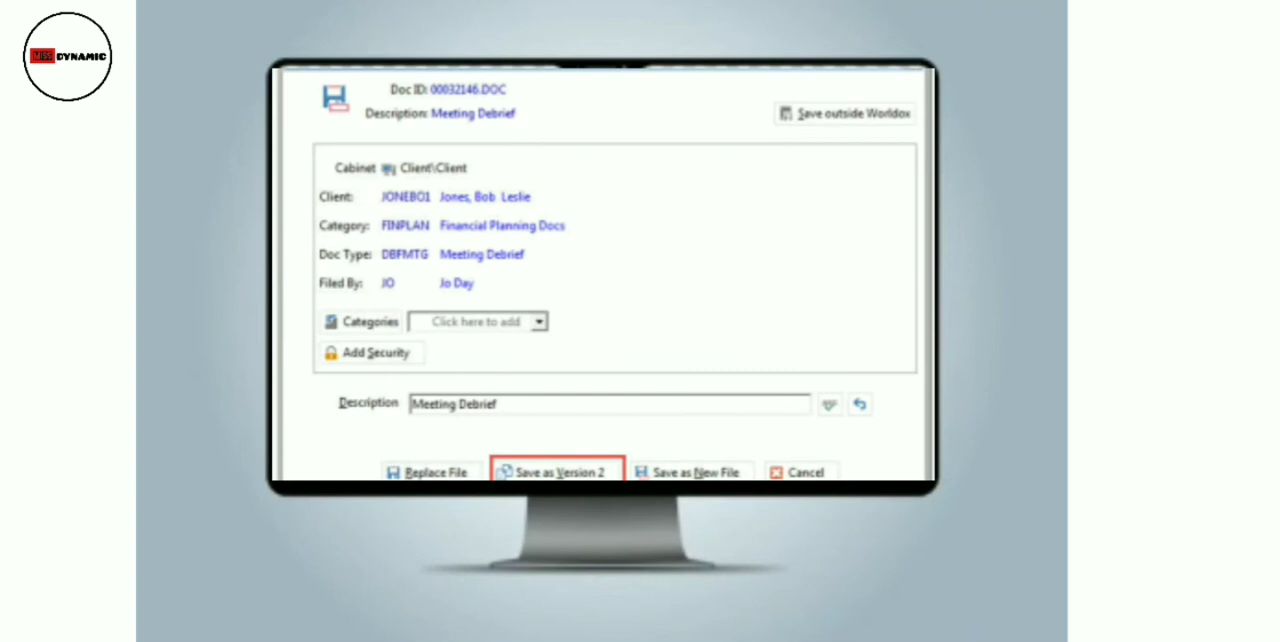 MISS DYNAMIC
Doc ID: 00032146.DOC
Description: Meeting Debrief
Save outside Worldox
Cabinet Client\Client
Client: JONEBO1 Jones, Bob Leslie
Category: FINPLAN Financial Planning Docs
Doc Type: DBFMTG Meeting Debrief
Filed By: JO Jo Day
Categories Click here to add
Add Security
Description Meeting Debrief
Replace File Save as Version 2 Save as New File Cancel